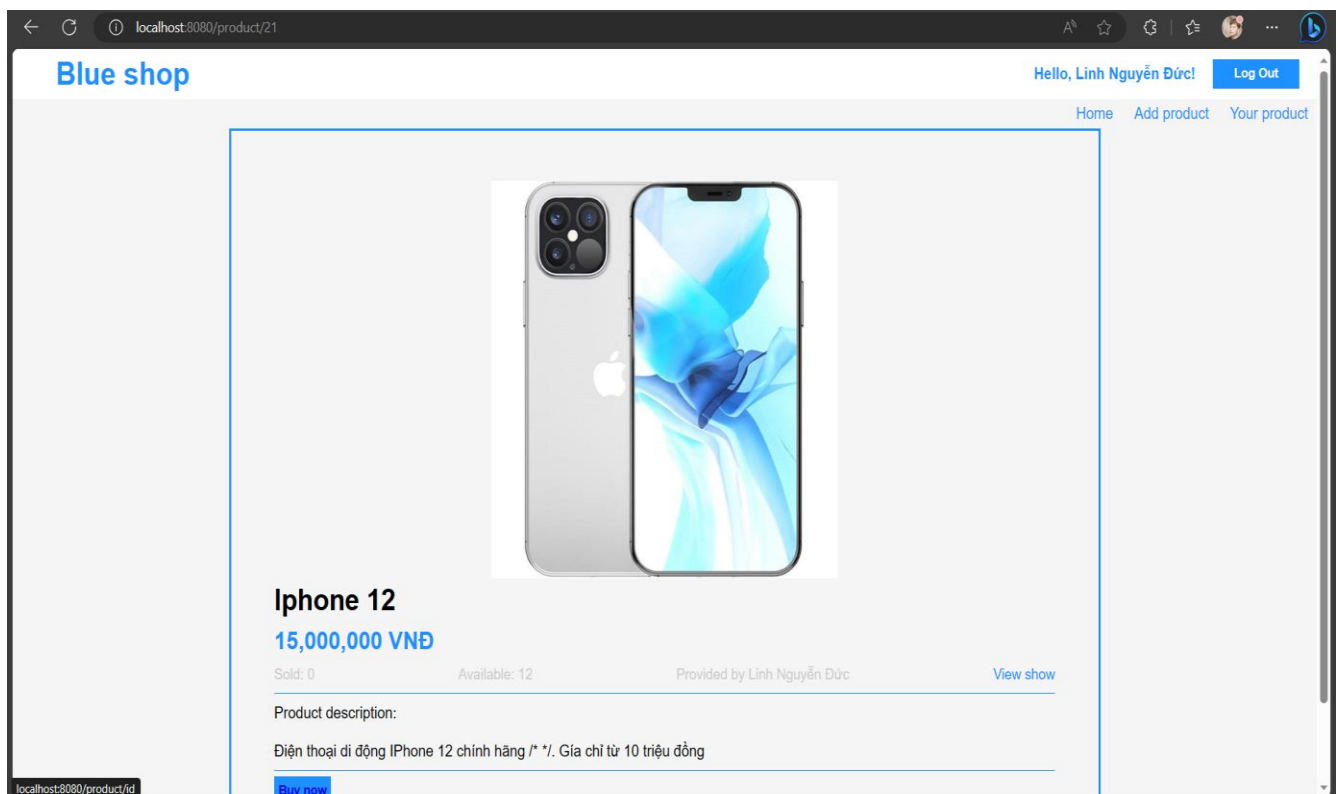 localhost:8080/product/21
Blue shop
Hello, Linh Nguyễn Đức!
Log Out
Home Add product Your product
Iphone 12
15,000,000 VNĐ
Sold: 0 Available: 12 Provided by Linh Nguyễn Đức View show
Product description:
Điện thoại di động IPhone 12 chính hãng /* */. Gía chỉ từ 10 triệu đồng
Buy now
localhost:8080/product/id